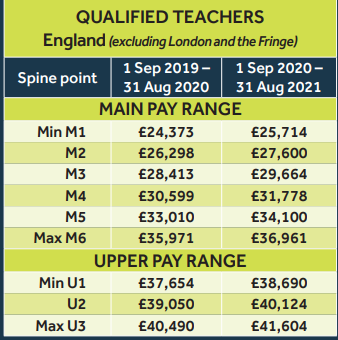 QUALIFIED TEACHERS
England (excluding London and the Fringe)
Spine point 1 Sep 2019 – 31 Aug 2020 1 Sep 2020 – 31 Aug 2021
MAIN PAY RANGE
Min M1 £24,373 £25,714
M2 £26,298 £27,600
M3 £28,413 £29,664
M4 £30,599 £31,778
M5 £33,010 £34,100
Max M6 £35,971 £36,961
UPPER PAY RANGE
Min U1 £37,654 £38,690
U2 £39,050 £40,124
Max U3 £40,490 £41,604